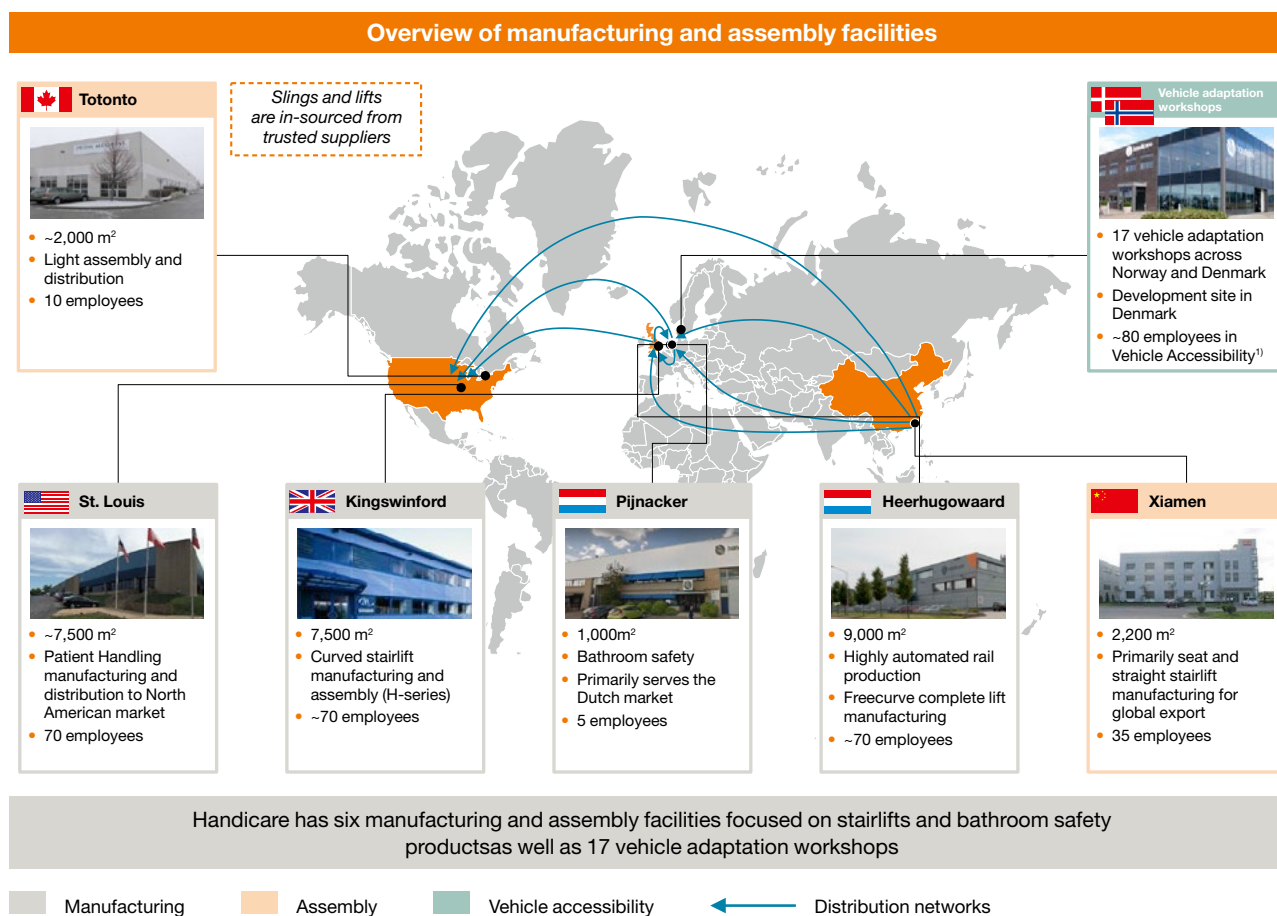 Overview of manufacturing and assembly facilities
Totonto
~2,000 m²
Light assembly and
distribution
10 employees
Slings and lifts
are in-sourced from
trusted suppliers
Vehicle adaptation
workshops
17 vehicle adaptation
workshops across
Norway and Denmark
Development site in
Denmark
~80 employees in
Vehicle Accessibility¹⁾
St. Louis
~7,500 m²
Patient Handling
manufacturing and
distribution to North
American market
70 employees
Kingswinford
7,500 m²
Curved stairlift
manufacturing and
assembly (H-series)
~70 employees
Pijnacker
1,000m²
Bathroom safety
Primarily serves the
Dutch market
5 employees
Heerhugowaard
9,000 m²
Highly automated rail
production
Freecurve complete lift
manufacturing
~70 employees
Xiamen
2,200 m²
Primarily seat and
straight stairlift
manufacturing for
global export
35 employees
Handicare has six manufacturing and assembly facilities focused on stairlifts and bathroom safety
productsas well as 17 vehicle adaptation workshops
Manufacturing
Assembly
Vehicle accessibility
Distribution networks